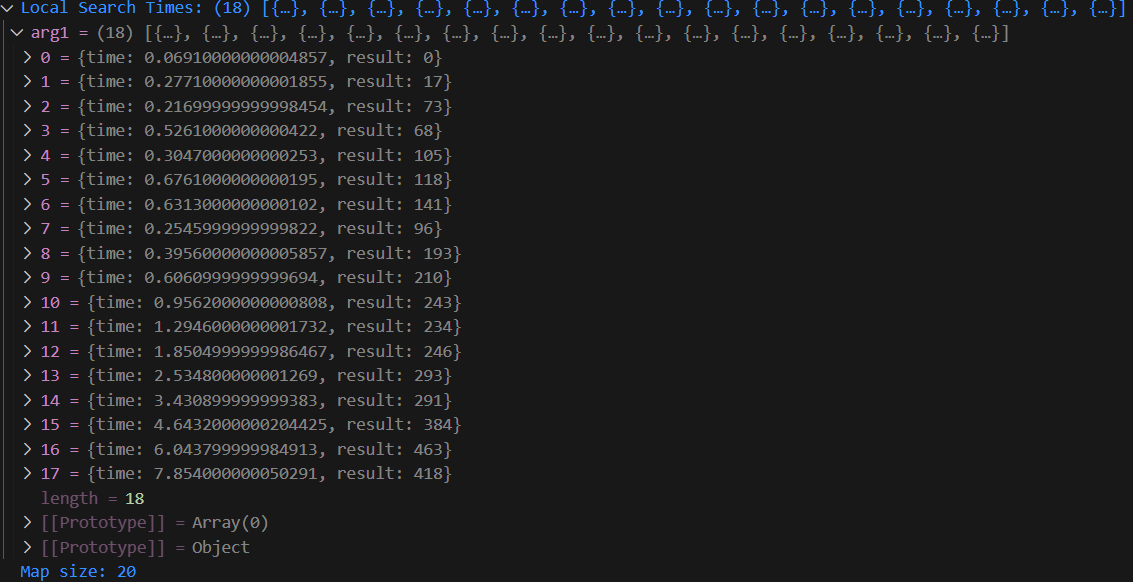 Local Search Times: (18) [{…}, {…}, {…}, {…}, {…}, {…}, {…}, {…}, {…}, {…}, {…}, {…}, {…}, {…}, {…}, {…}, {…}, {…}]
arg1 = (18) [{…}, {…}, {…}, {…}, {…}, {…}, {…}, {…}, {…}, {…}, {…}, {…}, {…}, {…}, {…}, {…}, {…}, {…}]
0 = {time: 0.06910000000004857, result: 0}
1 = {time: 0.27710000000001855, result: 17}
2 = {time: 0.21699999999998454, result: 73}
3 = {time: 0.5261000000000422, result: 68}
4 = {time: 0.3047000000000253, result: 105}
5 = {time: 0.6761000000000195, result: 118}
6 = {time: 0.6313000000000102, result: 141}
7 = {time: 0.2545999999999822, result: 96}
8 = {time: 0.39560000000005857, result: 193}
9 = {time: 0.6060999999999694, result: 210}
10 = {time: 0.9562000000000808, result: 243}
11 = {time: 1.2946000000001732, result: 234}
12 = {time: 1.8504999999986467, result: 246}
13 = {time: 2.534800000001269, result: 293}
14 = {time: 3.430899999999383, result: 291}
15 = {time: 4.6432000000204425, result: 384}
16 = {time: 6.043799999984913, result: 463}
17 = {time: 7.854000000050291, result: 418}
length = 18
[[Prototype]] = Array(0)
[[Prototype]] = Object
Map size: 20